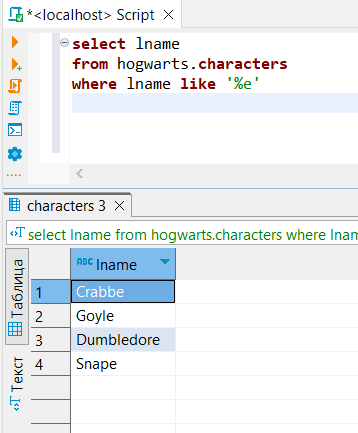 *<localhost> Script
select lname
from hogwarts.characters
where lname like '%e'
characters 3
select lname from hogwarts.characters where lnam
Таблица
Текст
ABC lname
1 Crabbe
2 Goyle
3 Dumbledore
4 Snape